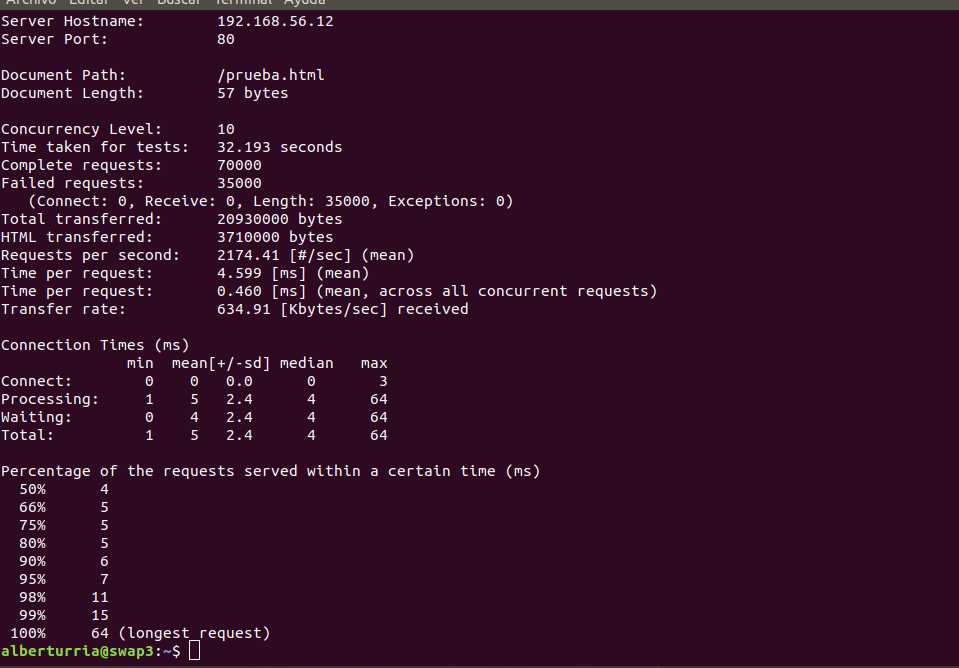 Archivo Editar Ver Buscar Terminal Ayuda
Server Hostname:        192.168.56.12
Server Port:            80

Document Path:          /prueba.html
Document Length:        57 bytes

Concurrency Level:      10
Time taken for tests:   32.193 seconds
Complete requests:      70000
Failed requests:        35000
   (Connect: 0, Receive: 0, Length: 35000, Exceptions: 0)
Total transferred:      20930000 bytes
HTML transferred:       3710000 bytes
Requests per second:    2174.41 [#/sec] (mean)
Time per request:       4.599 [ms] (mean)
Time per request:       0.460 [ms] (mean, across all concurrent requests)
Transfer rate:          634.91 [Kbytes/sec] received

Connection Times (ms)
              min  mean[+/-sd] median   max
Connect:        0    0   0.0      0       3
Processing:     1    5   2.4      4      64
Waiting:        0    4   2.4      4      64
Total:          1    5   2.4      4      64

Percentage of the requests served within a certain time (ms)
  50%      4
  66%      5
  75%      5
  80%      5
  90%      6
  95%      7
  98%     11
  99%     15
 100%     64 (longest request)
alberturria@swap3:~$